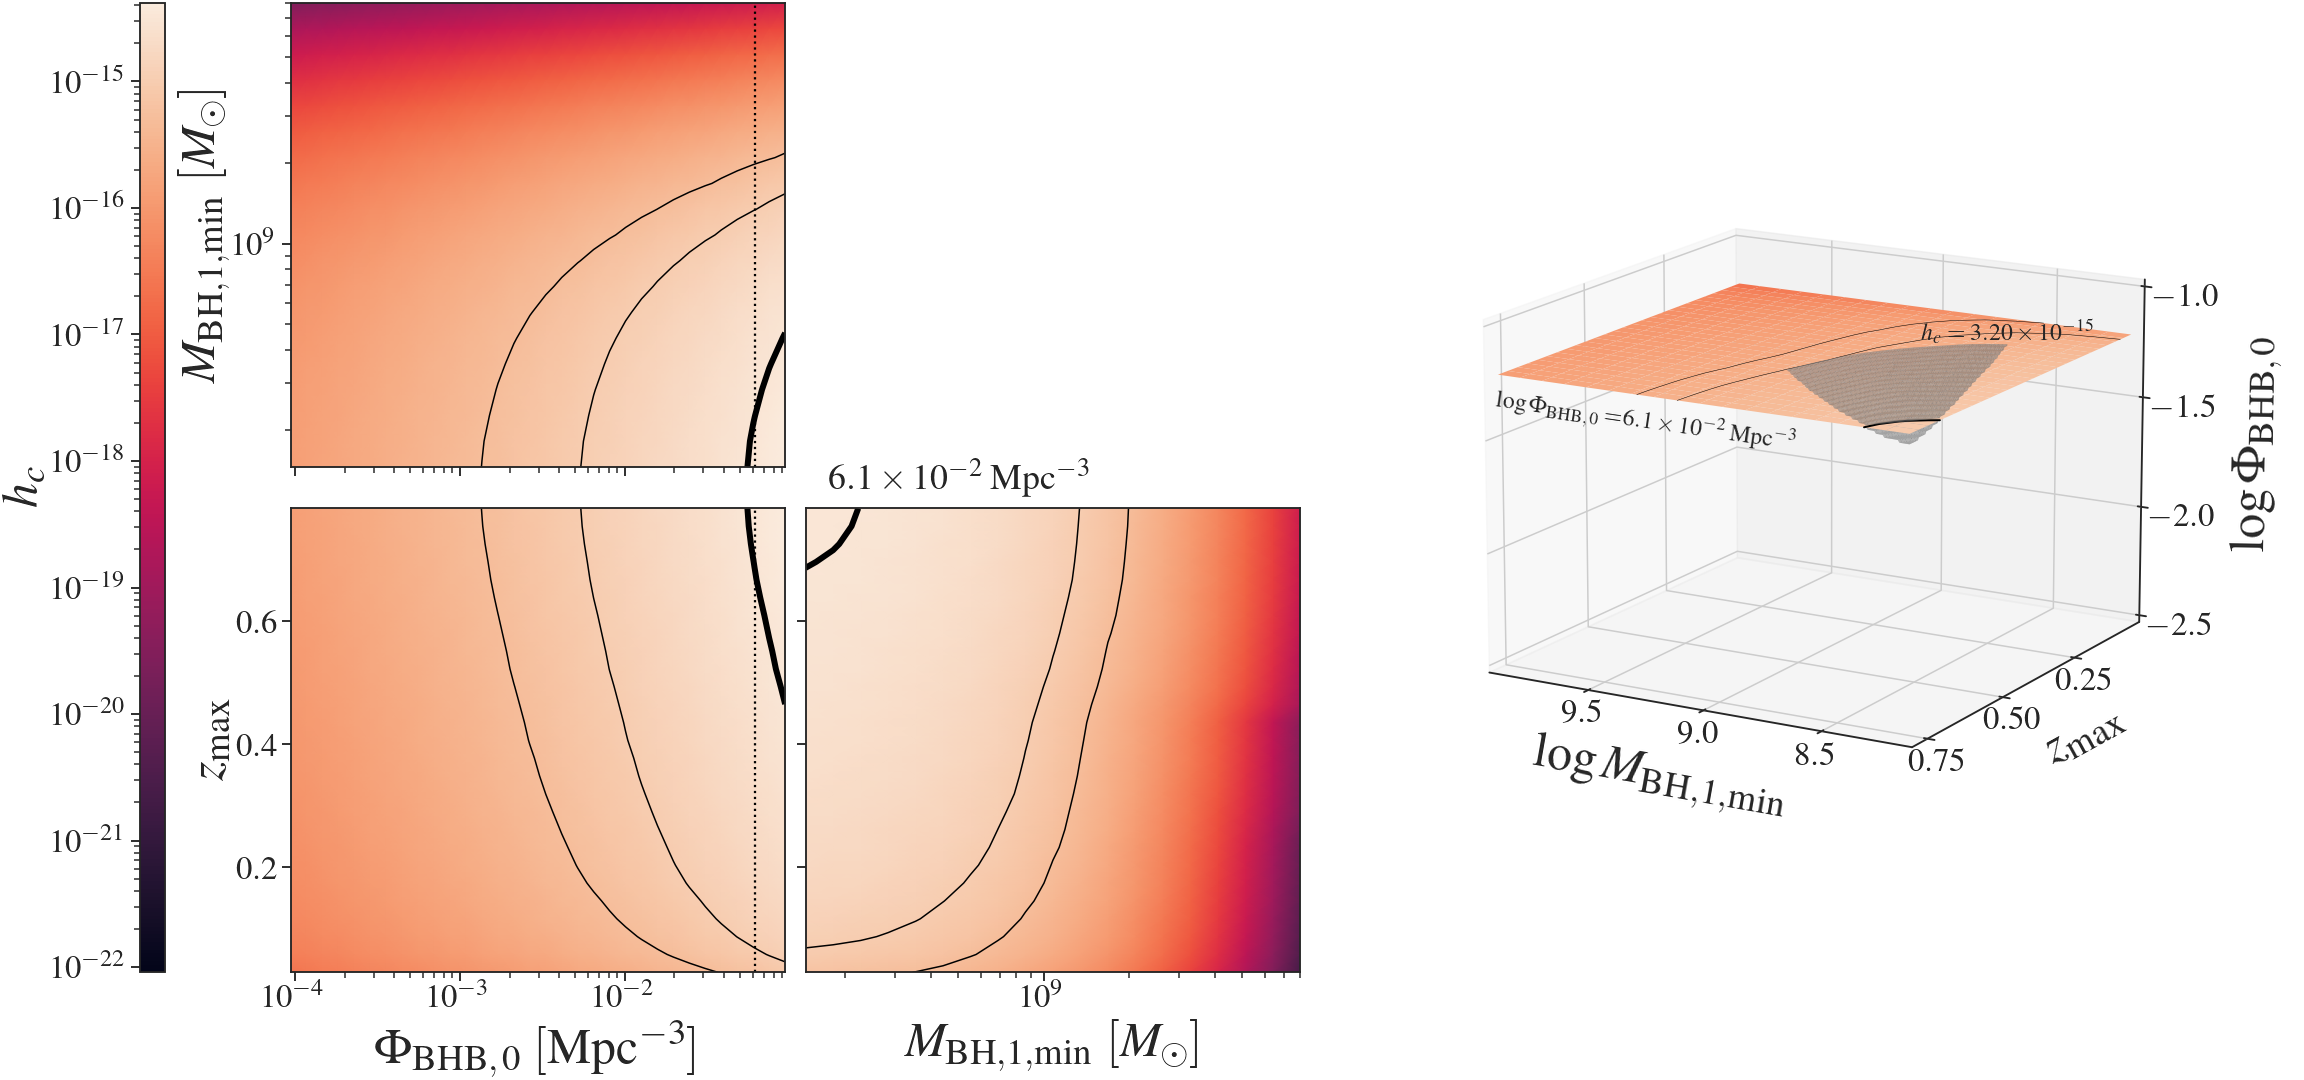 h_c
10⁻¹⁵
10⁻¹⁶
10⁻¹⁷
10⁻¹⁸
10⁻¹⁹
10⁻²⁰
10⁻²¹
10⁻²²
M_BH,1,min [M_⊙]
10⁹
z_max
0.6
0.4
0.2
10⁻⁴ 10⁻³ 10⁻²
Φ_BHB,0 [Mpc⁻³]
6.1 × 10⁻² Mpc⁻³
10⁹
M_BH,1,min [M_⊙]
h_c = 3.20 × 10⁻¹⁵
log Φ_BHB,0 =6.1 × 10⁻² Mpc⁻³
−1.0
−1.5
−2.0
−2.5
log Φ_BHB,0
0.25
0.50
0.75
z_max
9.5
9.0
8.5
log M_BH,1,min